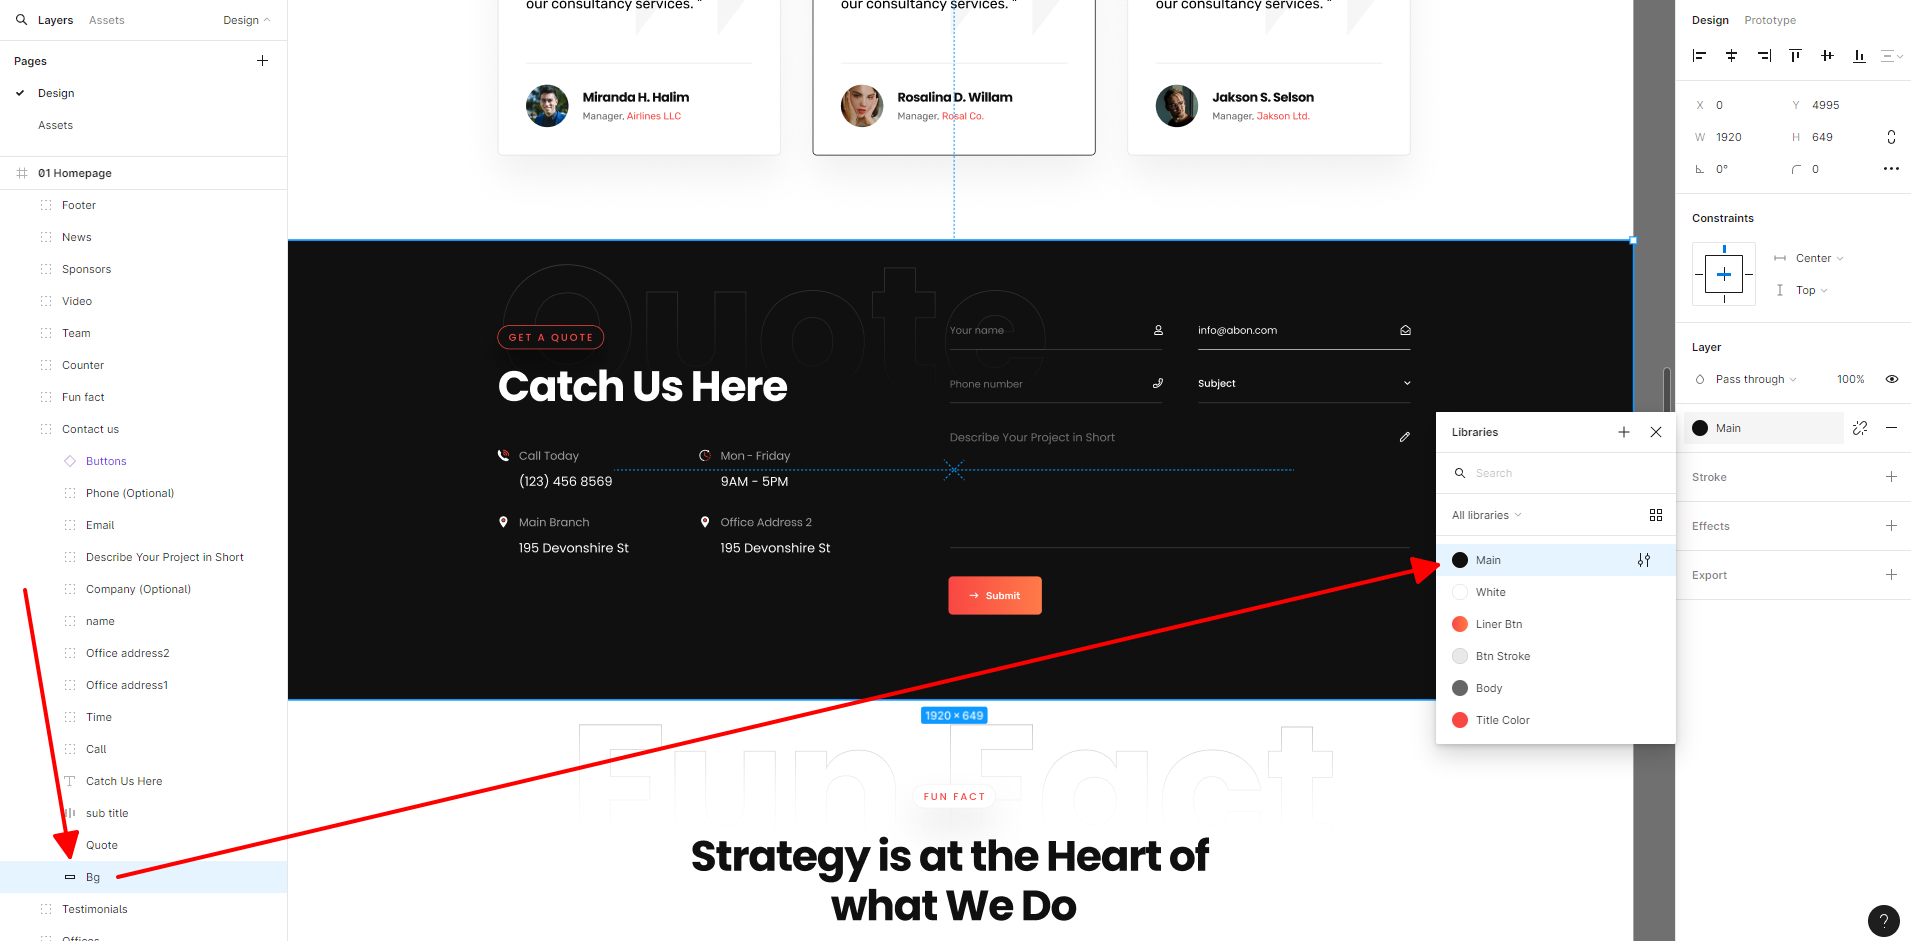 Layers
Assets
Design
Pages
Design
Assets
01 Homepage
Footer
News
Sponsors
Video
Team
Counter
Fun fact
Contact us
Buttons
Phone (Optional)
Email
Describe Your Project in Short
Company (Optional)
name
Office address2
Office address1
Time
Call
Catch Us Here
sub title
Quote
Bg
Testimonials
Offices
our consultancy services. "
our consultancy services. "
our consultancy services. "
Miranda H. Halim
Manager, Airlines LLC
Rosalina D. Willam
Manager, Rosal Co.
Jakson S. Selson
Manager, Jakson Ltd.
Quote
GET A QUOTE
Catch Us Here
Call Today
(123) 456 8569
Mon - Friday
9AM - 5PM
Main Branch
195 Devonshire St
Office Address 2
195 Devonshire St
Your name
info@abon.com
Phone number
Subject
Describe Your Project in Short
Submit
1920 × 649
Fun Fact
FUN FACT
Strategy is at the Heart of
what We Do
Libraries
Search
All libraries
Main
White
Liner Btn
Btn Stroke
Body
Title Color
Design
Prototype
X 0
Y 4995
W 1920
H 649
0°
0
Constraints
Center
Top
Layer
Pass through
100%
Main
Stroke
Effects
Export
?